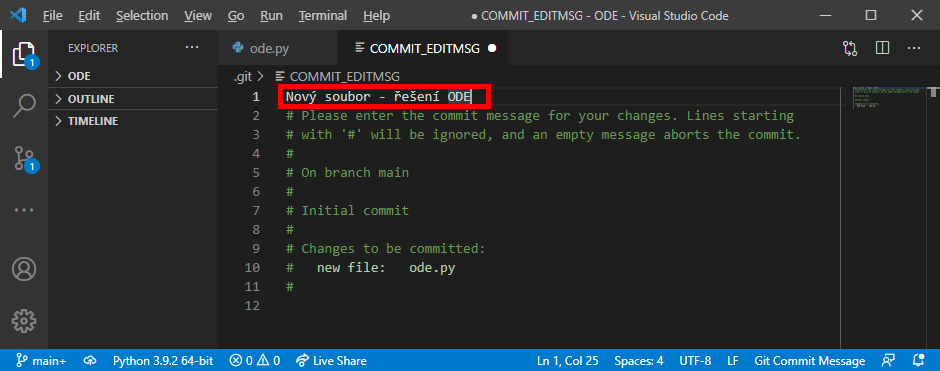 File Edit Selection View Go Run Terminal Help ● COMMIT_EDITMSG - ODE - Visual Studio Code
EXPLORER ···
ode.py
COMMIT_EDITMSG ●
1
> ODE
> OUTLINE
> TIMELINE
1
.git > COMMIT_EDITMSG
1 Nový soubor - řešení ODE
2 # Please enter the commit message for your changes. Lines starting
3 # with '#' will be ignored, and an empty message aborts the commit.
4 #
5 # On branch main
6 #
7 # Initial commit
8 #
9 # Changes to be committed:
10 #   new file:   ode.py
11 #
12
main+ Python 3.9.2 64-bit 0 0 Live Share Ln 1, Col 25 Spaces: 4 UTF-8 LF Git Commit Message